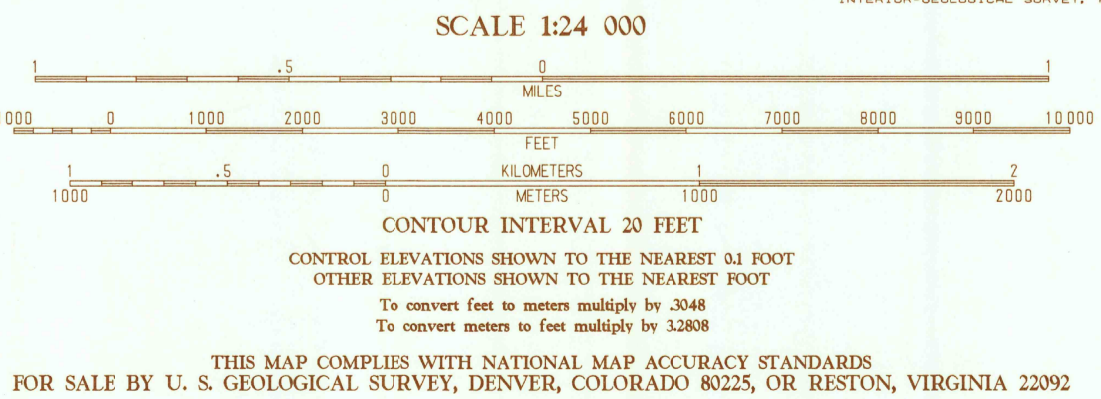 INTERIOR-GEOLOGICAL SURVEY,
SCALE 1:24 000
1 .5 0 1
MILES
000 0 1000 2000 3000 4000 5000 6000 7000 8000 9000 10 000
FEET
1 .5 0 KILOMETERS 1 2
1000 0 METERS 1000 2000
CONTOUR INTERVAL 20 FEET
CONTROL ELEVATIONS SHOWN TO THE NEAREST 0.1 FOOT
OTHER ELEVATIONS SHOWN TO THE NEAREST FOOT
To convert feet to meters multiply by .3048
To convert meters to feet multiply by 3.2808
THIS MAP COMPLIES WITH NATIONAL MAP ACCURACY STANDARDS
FOR SALE BY U. S. GEOLOGICAL SURVEY, DENVER, COLORADO 80225, OR RESTON, VIRGINIA 22092